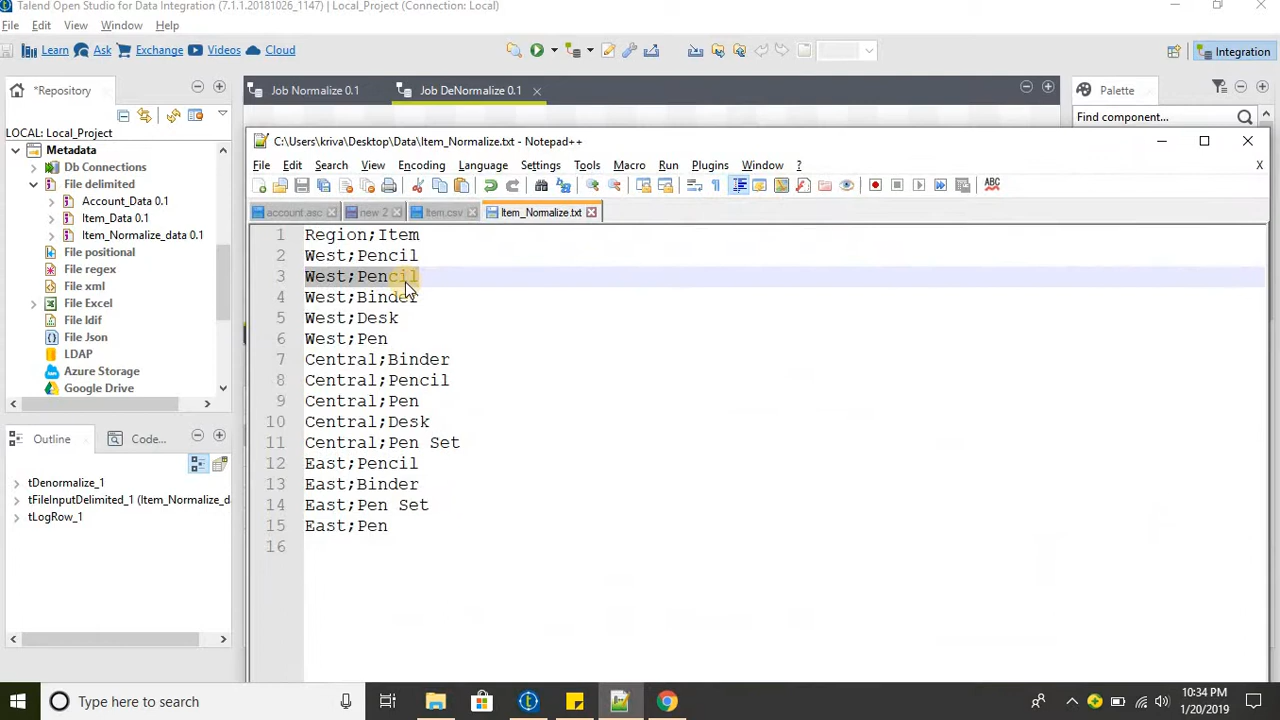 Talend Open Studio for Data Integration (7.1.1.20181026_1147) | Local_Project (Connection: Local)
File Edit View Window Help
Learn Ask Exchange Videos Cloud Integration
*Repository
Job Normalize 0.1
Job DeNormalize 0.1
Palette
LOCAL: Local_Project
Find component...
Metadata
Db Connections
File delimited
Account_Data 0.1
Item_Data 0.1
Item_Normalize_data 0.1
File positional
File regex
File xml
File Excel
File ldif
File Json
LDAP
Azure Storage
Google Drive
Outline
Code...
tDenormalize_1
tFileInputDelimited_1 (Item_Normalize_da
tLogRow_1
C:\Users\kriva\Desktop\Data\Item_Normalize.txt - Notepad++
File Edit Search View Encoding Language Settings Tools Macro Run Plugins Window ? X
ABC
account.asc new 2 Item.csv Item_Normalize.txt
1 Region;Item
2 West;Pencil
3 West;Pencil
4 West;Binder
5 West;Desk
6 West;Pen
7 Central;Binder
8 Central;Pencil
9 Central;Pen
10 Central;Desk
11 Central;Pen Set
12 East;Pencil
13 East;Binder
14 East;Pen Set
15 East;Pen
16
Type here to search
10:34 PM
1/20/2019